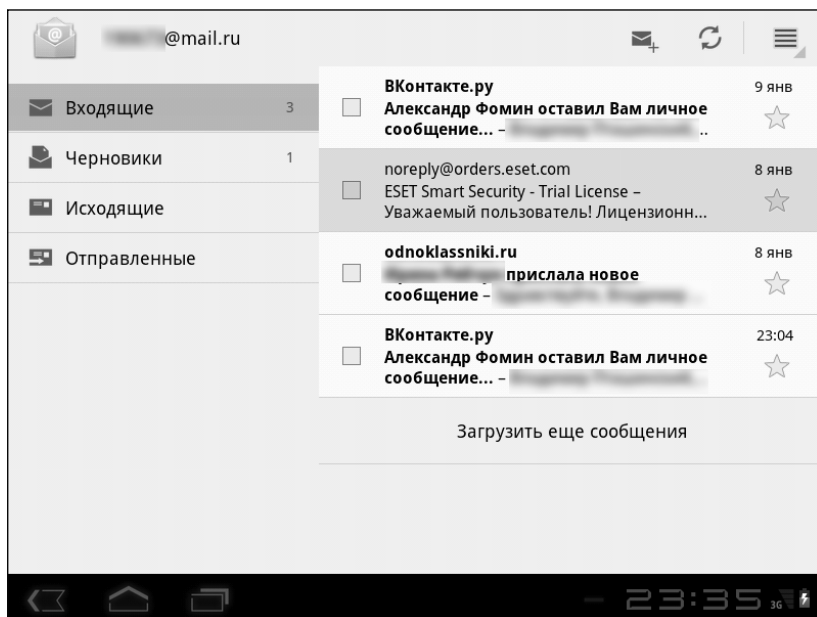 @mail.ru
Входящие 3
Черновики 1
Исходящие
Отправленные
ВКонтакте.ру 9 янв
Александр Фомин оставил Вам личное
сообщение... – ..
noreply@orders.eset.com 8 янв
ESET Smart Security - Trial License –
Уважаемый пользователь! Лицензионн...
odnoklassniki.ru 8 янв
прислала новое
сообщение – ...
ВКонтакте.ру 23:04
Александр Фомин оставил Вам личное
сообщение... –
Загрузить еще сообщения
23:35 3G